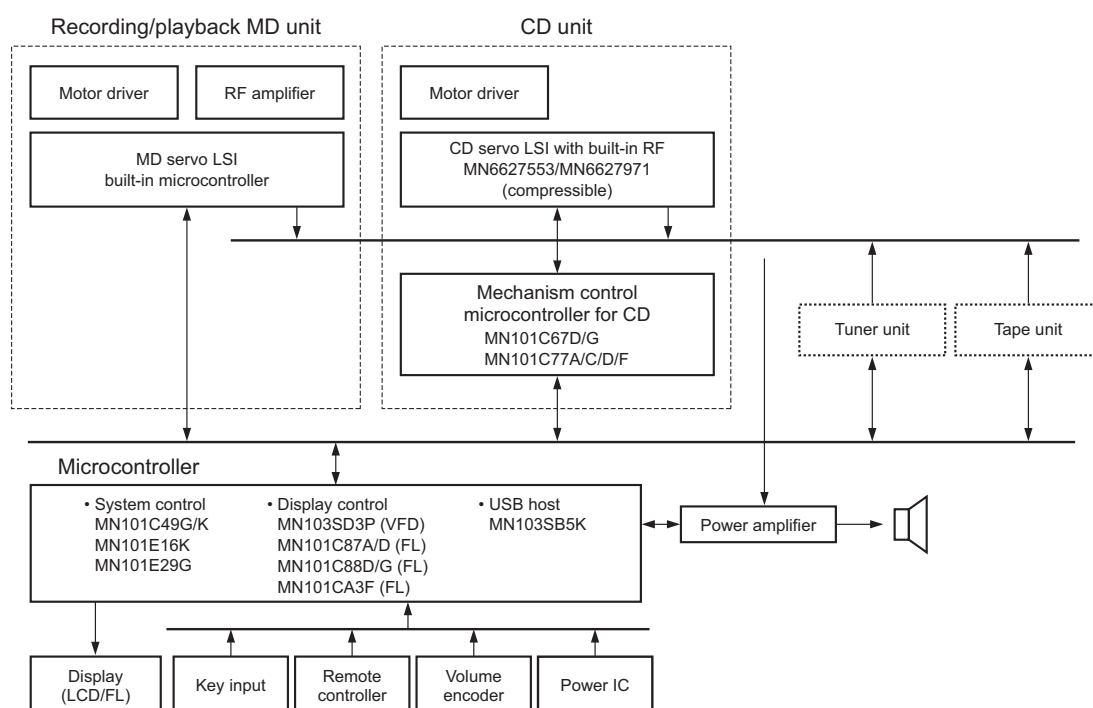 Recording/playback MD unit
CD unit
Motor driver
RF amplifier
Motor driver
MD servo LSI
built-in microcontroller
CD servo LSI with built-in RF
MN6627553/MN6627971
(compressible)
Mechanism control
microcontroller for CD
MN101C67D/G
MN101C77A/C/D/F
Tuner unit
Tape unit
Microcontroller
• System control
MN101C49G/K
MN101E16K
MN101E29G
• Display control
MN103SD3P (VFD)
MN101C87A/D (FL)
MN101C88D/G (FL)
MN101CA3F (FL)
• USB host
MN103SB5K
Power amplifier
Display
(LCD/FL)
Key input
Remote
controller
Volume
encoder
Power IC